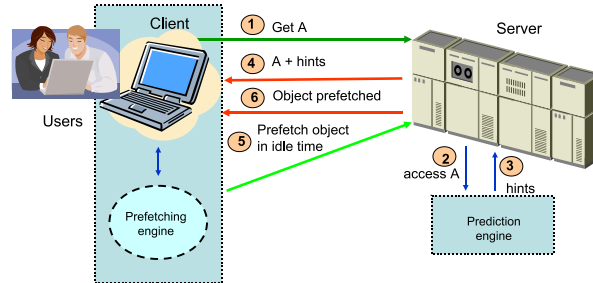 Client
Server
1 Get A
4 A + hints
6 Object prefetched
Users
5 Prefetch object
in idle time
2 3
access A
hints
Prefetching
engine
Prediction
engine